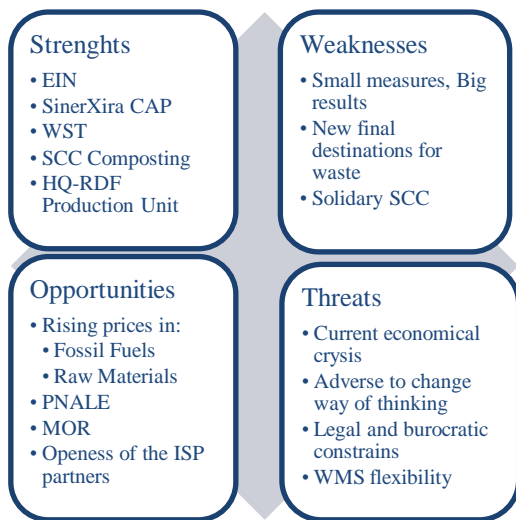 Strenghts
• EIN
• SinerXira CAP
• WST
• SCC Composting
• HQ-RDF
Production Unit
Weaknesses
• Small measures, Big
results
• New final
destinations for
waste
• Solidary SCC
Opportunities
• Rising prices in:
• Fossil Fuels
• Raw Materials
• PNALE
• MOR
• Openess of the ISP
partners
Threats
• Current economical
crysis
• Adverse to change
way of thinking
• Legal and burocratic
constrains
• WMS flexibility